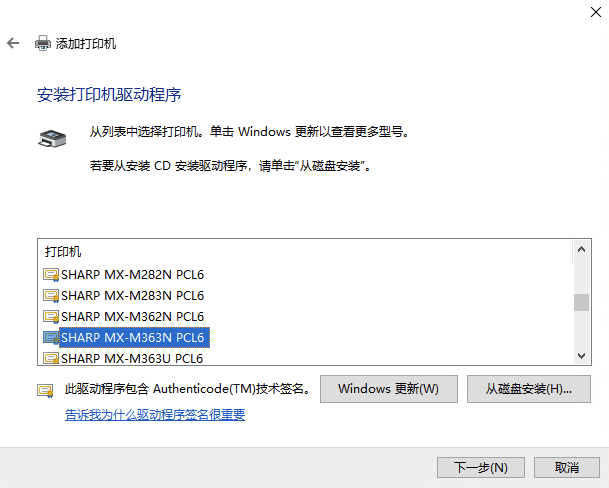 添加打印机
安装打印机驱动程序
从列表中选择打印机。单击 Windows 更新以查看更多型号。
若要从安装 CD 安装驱动程序，请单击“从磁盘安装”。
打印机
SHARP MX-M282N PCL6
SHARP MX-M283N PCL6
SHARP MX-M362N PCL6
SHARP MX-M363N PCL6
SHARP MX-M363U PCL6
此驱动程序包含 Authenticode(TM)技术签名。
Windows 更新(W)
从磁盘安装(H)...
告诉我为什么驱动程序签名很重要
下一步(N)
取消